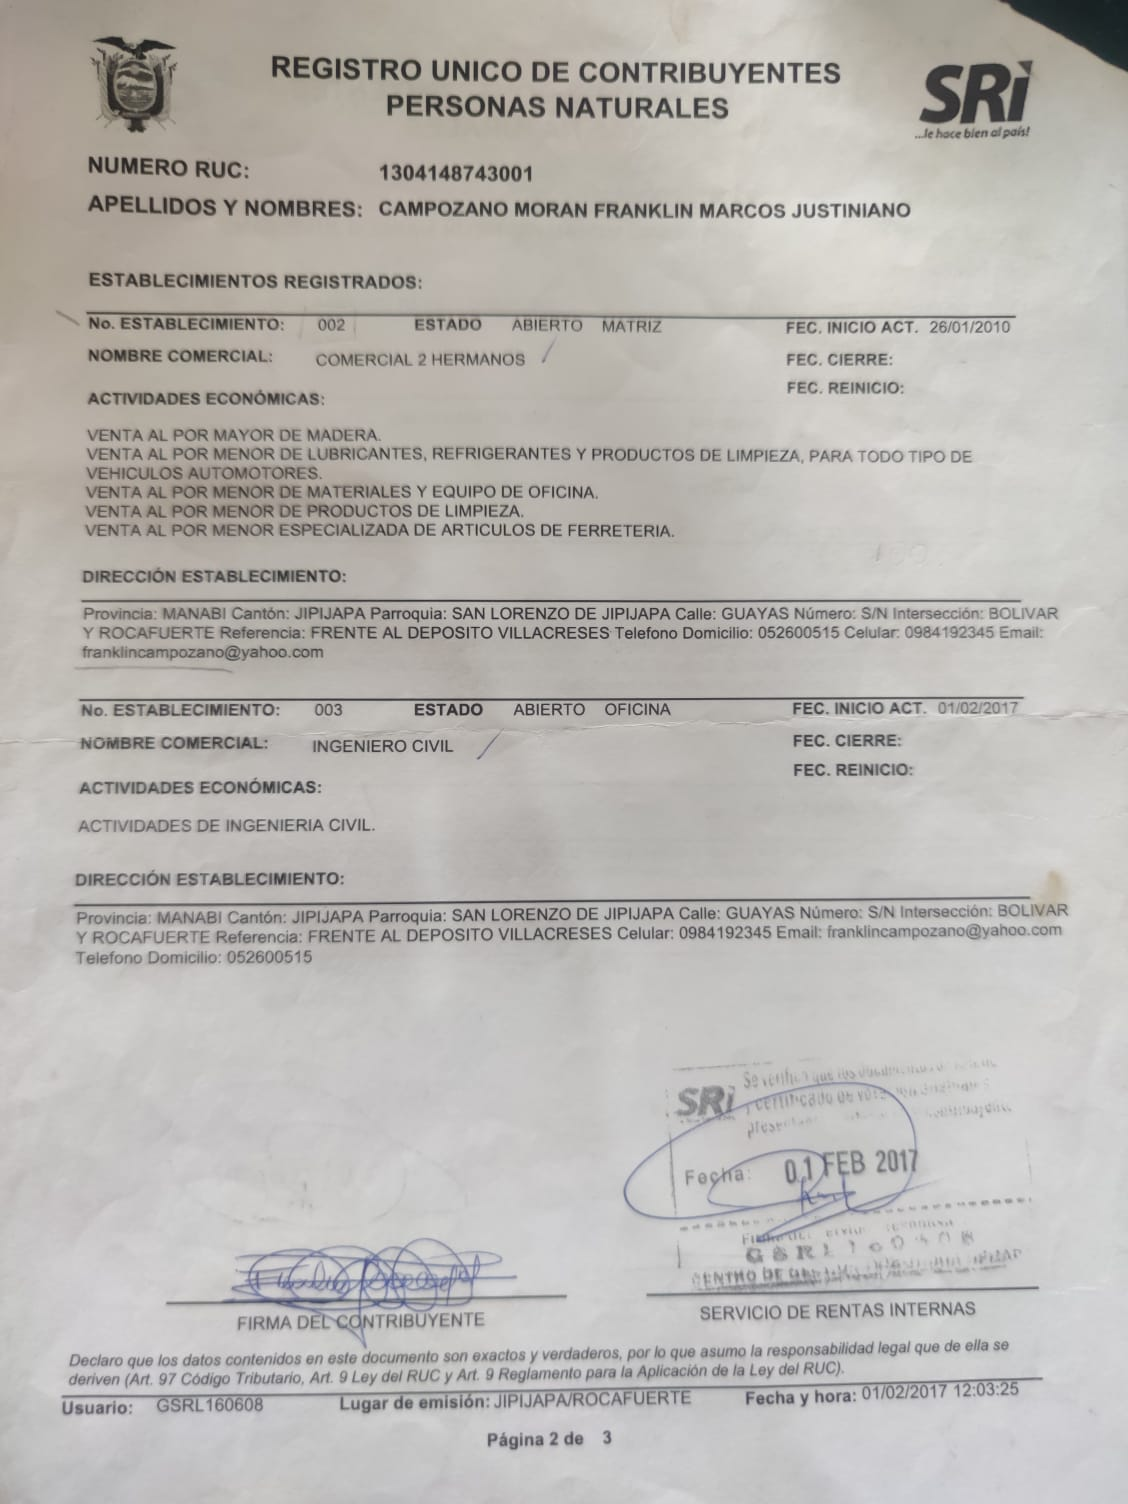 REGISTRO UNICO DE CONTRIBUYENTES
PERSONAS NATURALES
SRi
...le hace bien al país!
NUMERO RUC: 1304148743001
APELLIDOS Y NOMBRES: CAMPOZANO MORAN FRANKLIN MARCOS JUSTINIANO
ESTABLECIMIENTOS REGISTRADOS:
No. ESTABLECIMIENTO: 002 ESTADO ABIERTO MATRIZ FEC. INICIO ACT. 26/01/2010
NOMBRE COMERCIAL: COMERCIAL 2 HERMANOS FEC. CIERRE:
FEC. REINICIO:
ACTIVIDADES ECONÓMICAS:
VENTA AL POR MAYOR DE MADERA.
VENTA AL POR MENOR DE LUBRICANTES, REFRIGERANTES Y PRODUCTOS DE LIMPIEZA, PARA TODO TIPO DE
VEHICULOS AUTOMOTORES.
VENTA AL POR MENOR DE MATERIALES Y EQUIPO DE OFICINA.
VENTA AL POR MENOR DE PRODUCTOS DE LIMPIEZA.
VENTA AL POR MENOR ESPECIALIZADA DE ARTICULOS DE FERRETERIA.
DIRECCIÓN ESTABLECIMIENTO:
Provincia: MANABI Cantón: JIPIJAPA Parroquia: SAN LORENZO DE JIPIJAPA Calle: GUAYAS Número: S/N Intersección: BOLIVAR
Y ROCAFUERTE Referencia: FRENTE AL DEPOSITO VILLACRESES Telefono Domicilio: 052600515 Celular: 0984192345 Email:
franklincampozano@yahoo.com
No. ESTABLECIMIENTO: 003 ESTADO ABIERTO OFICINA FEC. INICIO ACT. 01/02/2017
NOMBRE COMERCIAL: INGENIERO CIVIL FEC. CIERRE:
FEC. REINICIO:
ACTIVIDADES ECONÓMICAS:
ACTIVIDADES DE INGENIERIA CIVIL.
DIRECCIÓN ESTABLECIMIENTO:
Provincia: MANABI Cantón: JIPIJAPA Parroquia: SAN LORENZO DE JIPIJAPA Calle: GUAYAS Número: S/N Intersección: BOLIVAR
Y ROCAFUERTE Referencia: FRENTE AL DEPOSITO VILLACRESES Celular: 0984192345 Email: franklincampozano@yahoo.com
Telefono Domicilio: 052600515
SRi Se verifica que los
certificado de
Fecha: 01 FEB 2017
CENTRO DE
FIRMA DEL CONTRIBUYENTE
SERVICIO DE RENTAS INTERNAS
Declaro que los datos contenidos en este documento son exactos y verdaderos, por lo que asumo la responsabilidad legal que de ella se
deriven (Art. 97 Código Tributario, Art. 9 Ley del RUC y Art. 9 Reglamento para la Aplicación de la Ley del RUC).
Usuario: GSRL160608 Lugar de emisión: JIPIJAPA/ROCAFUERTE Fecha y hora: 01/02/2017 12:03:25
Página 2 de 3